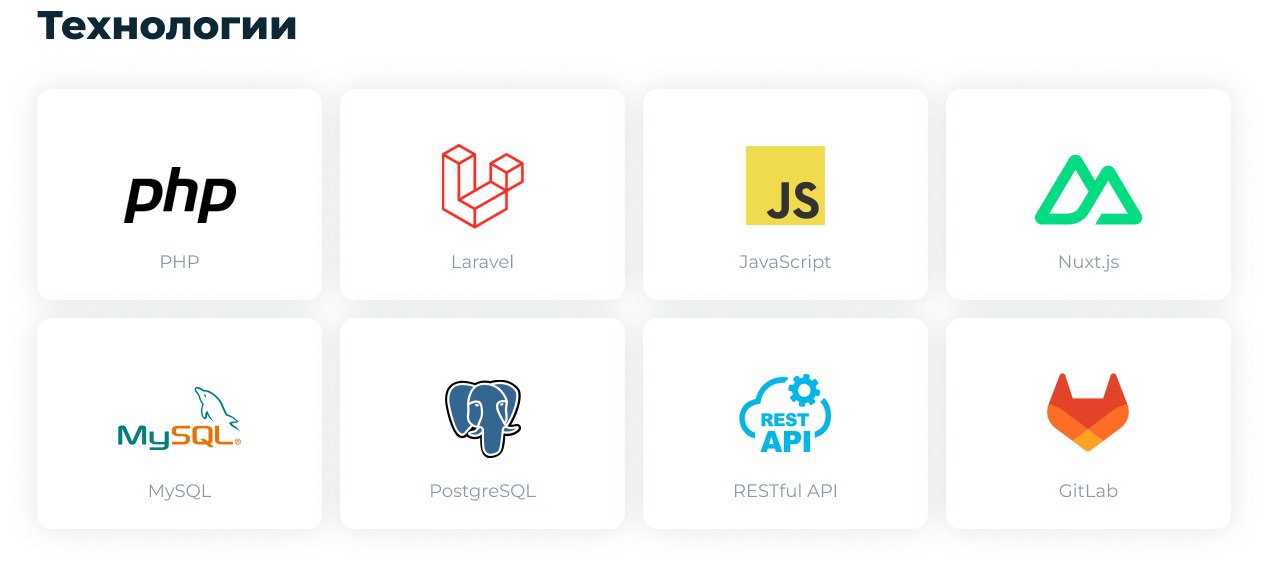 Технологии
php
JS
PHP
Laravel
JavaScript
Nuxt.js
MySQL®
REST
API
MySQL
PostgreSQL
RESTful API
GitLab